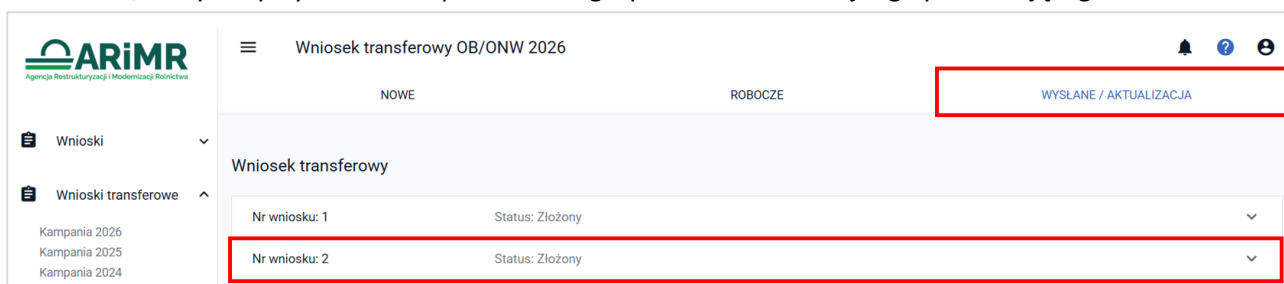 ARiMR
Agencja Restrukturyzacji i Modernizacji Rolnictwa
Wniosek transferowy OB/ONW 2026
NOWE
ROBOCZE
WYSŁANE / AKTUALIZACJA
Wnioski
Wnioski transferowe
Kampania 2026
Kampania 2025
Kampania 2024
Wniosek transferowy
Nr wniosku: 1 Status: Złożony
Nr wniosku: 2 Status: Złożony